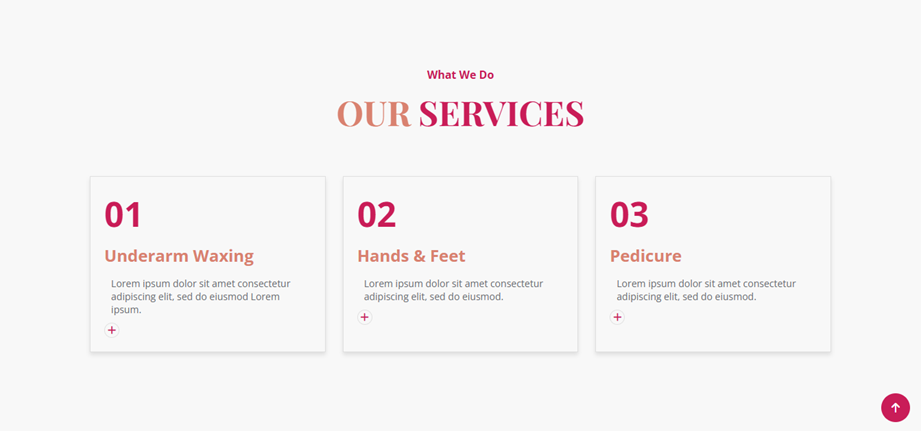 What We Do
OUR SERVICES
01
Underarm Waxing
Lorem ipsum dolor sit amet consectetur
adipiscing elit, sed do eiusmod Lorem
ipsum.
02
Hands & Feet
Lorem ipsum dolor sit amet consectetur
adipiscing elit, sed do eiusmod.
03
Pedicure
Lorem ipsum dolor sit amet consectetur
adipiscing elit, sed do eiusmod.